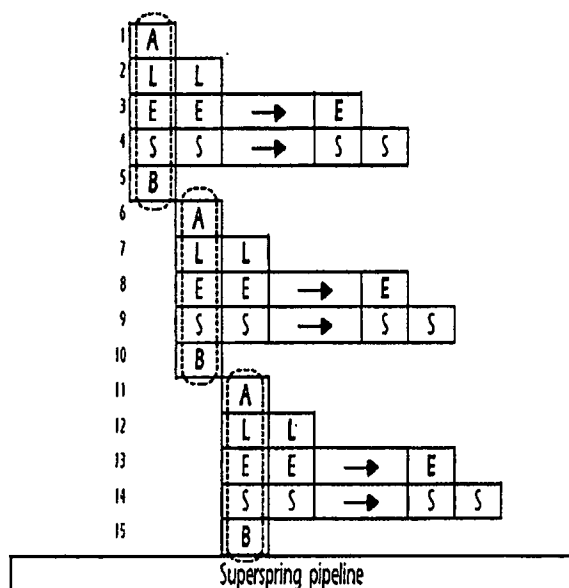 1 A
2 L L
3 E E → E
4 S S → S S
5 B
6 A
7 L L
8 E E → E
9 S S → S S
10 B
11 A
12 L L
13 E E → E
14 S S → S S
15 B
Superspring pipeline